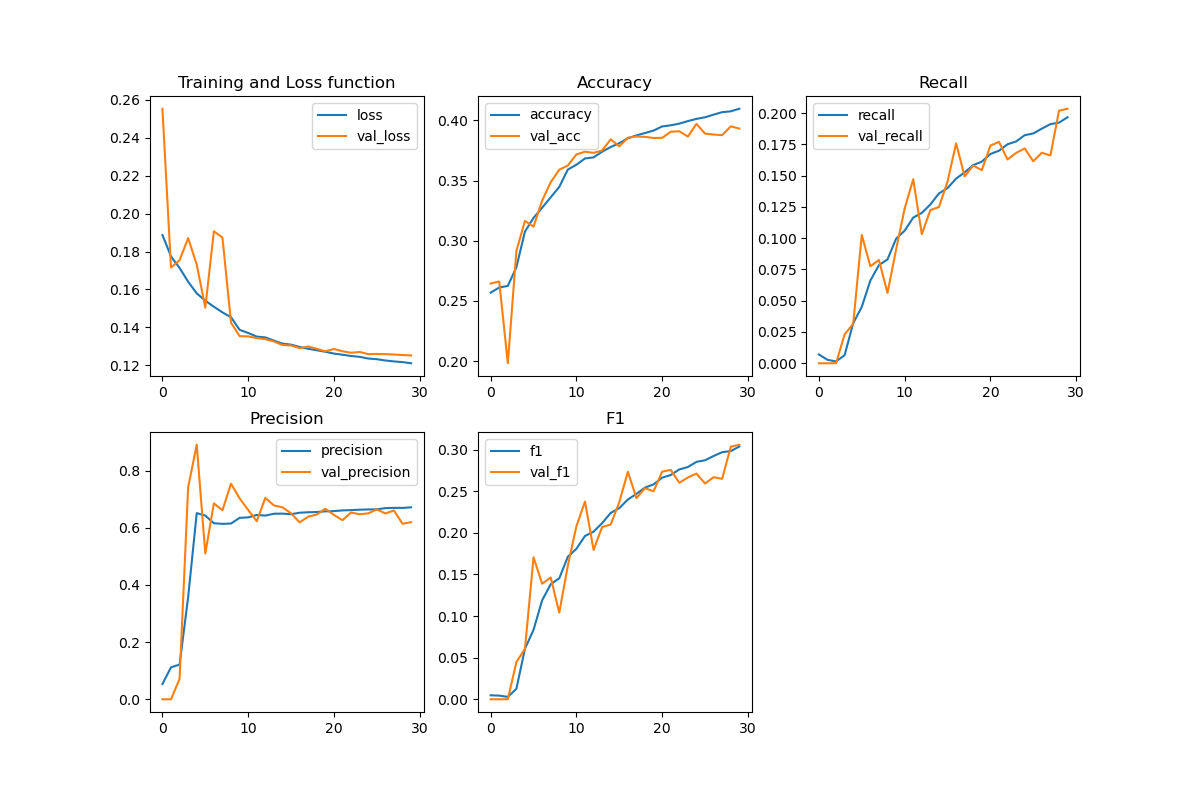 Training and Loss function
loss
val_loss
0.26
0.24
0.22
0.20
0.18
0.16
0.14
0.12
0 10 20 30
Accuracy
accuracy
val_acc
0.40
0.35
0.30
0.25
0.20
0 10 20 30
Recall
recall
val_recall
0.200
0.175
0.150
0.125
0.100
0.075
0.050
0.025
0.000
0 10 20 30
Precision
precision
val_precision
0.8
0.6
0.4
0.2
0.0
0 10 20 30
F1
f1
val_f1
0.30
0.25
0.20
0.15
0.10
0.05
0.00
0 10 20 30